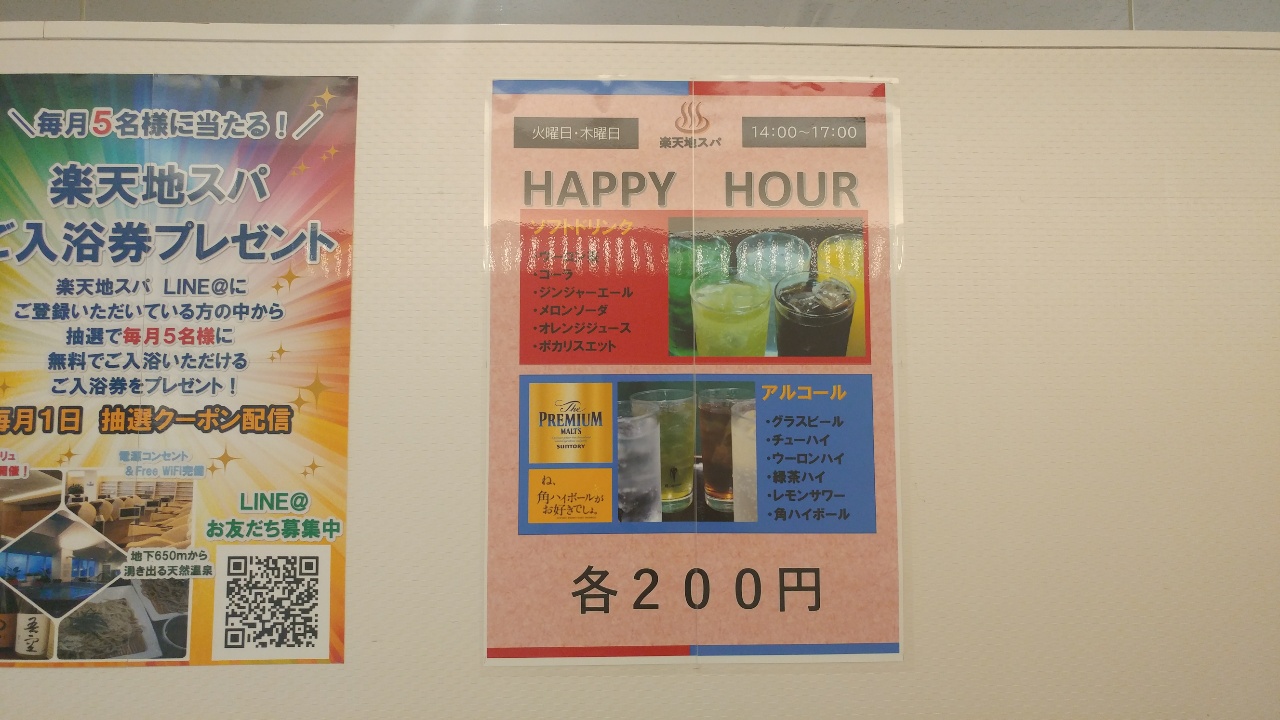 毎月5名様に当たる！
楽天地スパ
ご入浴券プレゼント
楽天地スパ LINE@に
ご登録いただいている方の中から
抽選で毎月5名様に
無料でご入浴いただける
ご入浴券をプレゼント！
毎月1日 抽選クーポン配信
電源コンセント
&Free WiFi完備
LINE@
お友だち募集中
地下650mから
湧き出る天然温泉
火曜日・木曜日
楽天地スパ
14:00～17:00
HAPPY HOUR
ソフトドリンク
・コーラ
・ジンジャーエール
・メロンソーダ
・オレンジジュース
・ポカリスエット
The
PREMIUM
MALT'S
SUNTORY
ね、
角ハイボールが
お好きでしょ。
アルコール
・グラスビール
・チューハイ
・ウーロンハイ
・緑茶ハイ
・レモンサワー
・角ハイボール
各200円